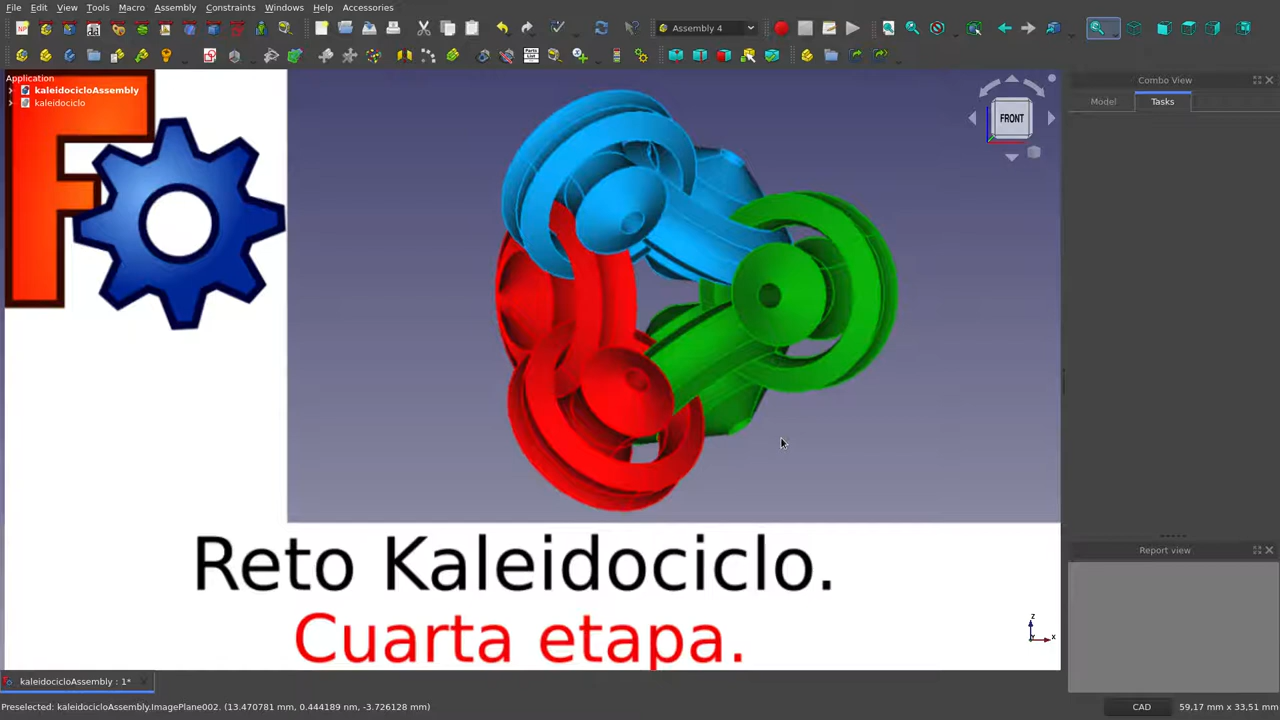 File Edit View Tools Macro Assembly Constraints Windows Help Accessories
Assembly 4
Application
kaleidocicloAssembly
kaleidociclo
FRONT
Combo View
Model Tasks
Report view
Reto Kaleidociclo.
Cuarta etapa.
z
x
kaleidocicloAssembly : 1*
Preselected: kaleidocicloAssembly.ImagePlane002. (13.470781 mm, 0.444189 mm, -3.726128 mm)
CAD
59,17 mm x 33,51 mm